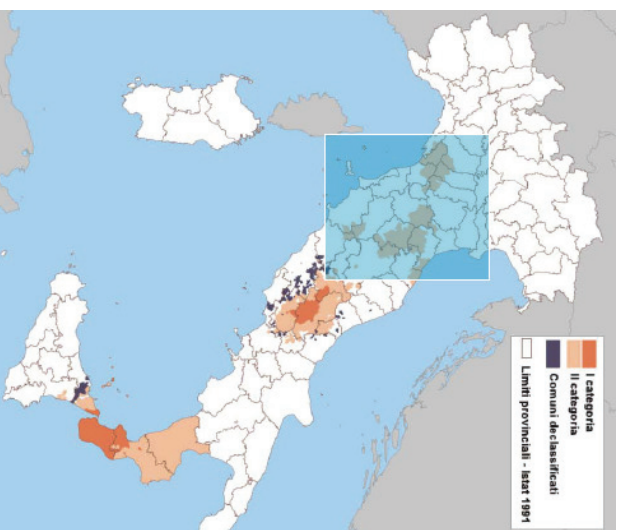 I categoria
II categoria
Comuni declassificati
Limiti provinciali - Istat 1991